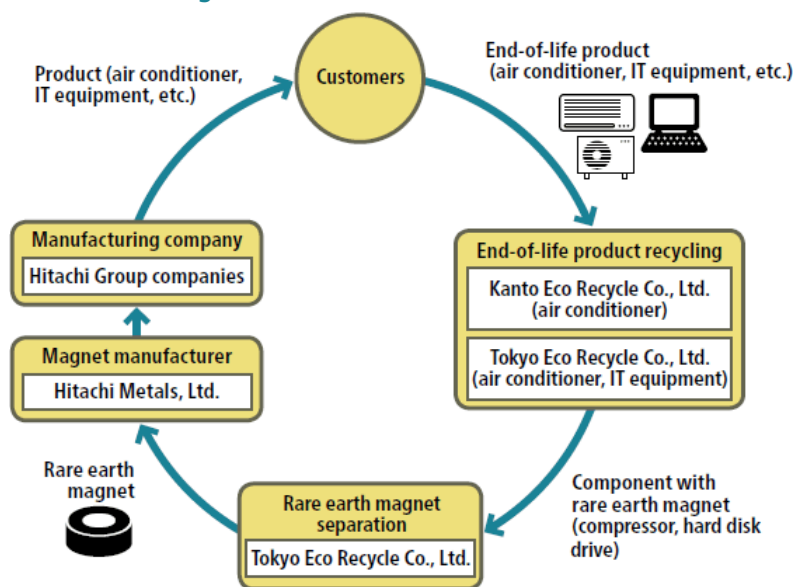 Customers
End-of-life product
(air conditioner, IT equipment, etc.)
End-of-life product recycling
Kanto Eco Recycle Co., Ltd.
(air conditioner)
Tokyo Eco Recycle Co., Ltd.
(air conditioner, IT equipment)
Component with
rare earth magnet
(compressor, hard disk
drive)
Rare earth magnet
separation
Tokyo Eco Recycle Co., Ltd.
Rare earth
magnet
Magnet manufacturer
Hitachi Metals, Ltd.
Manufacturing company
Hitachi Group companies
Product (air conditioner,
IT equipment, etc.)